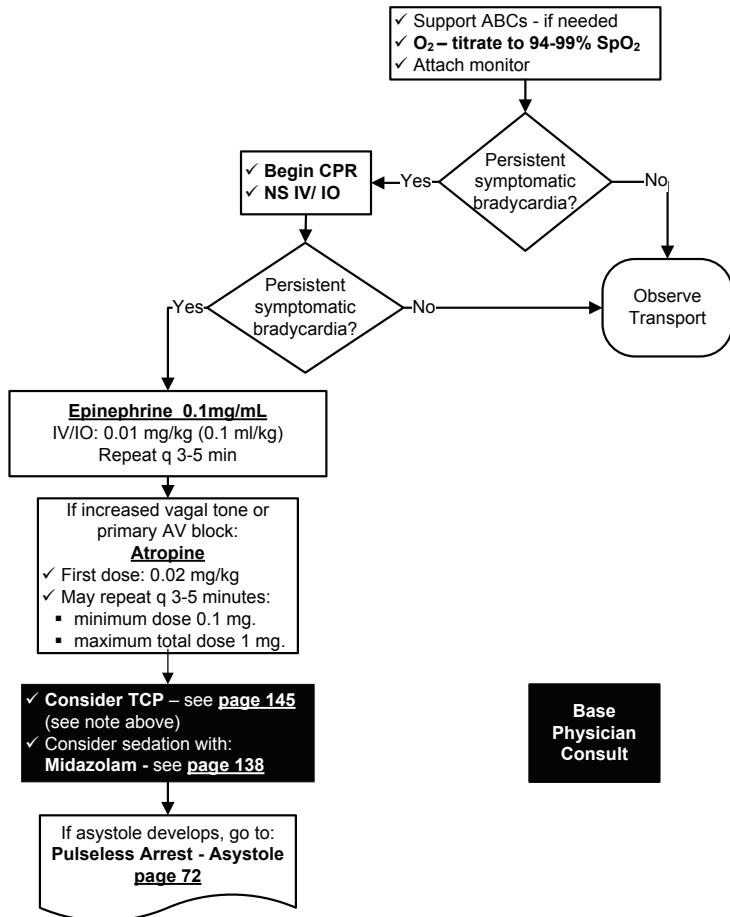 ✓ Support ABCs - if needed
✓ O₂ – titrate to 94-99% SpO₂
✓ Attach monitor
Persistent
symptomatic
bradycardia?
Yes
No
✓ Begin CPR
✓ NS IV/ IO
Persistent
symptomatic
bradycardia?
Yes
No
Observe
Transport
Epinephrine 0.1mg/mL
IV/IO: 0.01 mg/kg (0.1 ml/kg)
Repeat q 3-5 min
If increased vagal tone or
primary AV block:
Atropine
✓ First dose: 0.02 mg/kg
✓ May repeat q 3-5 minutes:
▪ minimum dose 0.1 mg.
▪ maximum total dose 1 mg.
✓ Consider TCP – see page 145
(see note above)
✓ Consider sedation with:
Midazolam - see page 138
Base
Physician
Consult
If asystole develops, go to:
Pulseless Arrest - Asystole
page 72